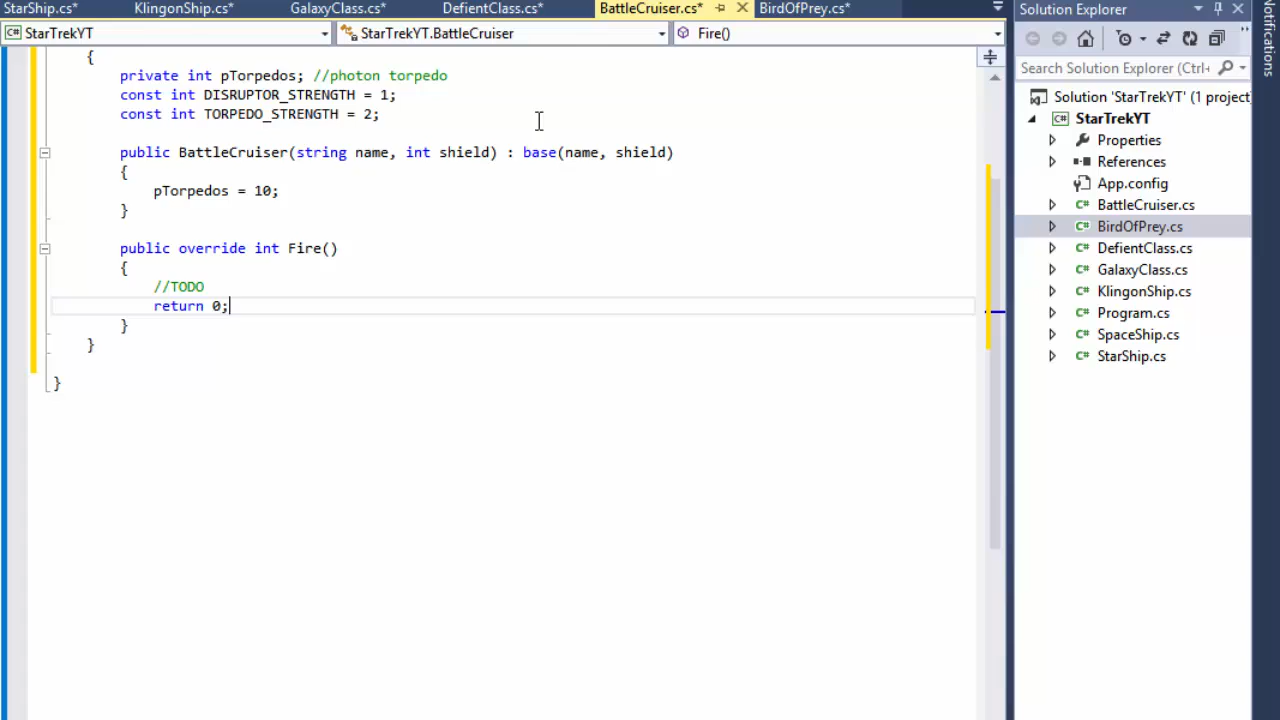 StarShip.cs* KlingonShip.cs* GalaxyClass.cs* DefientClass.cs* BattleCruiser.cs* BirdOfPrey.cs*
C# StarTrekYT StarTrekYT.BattleCruiser Fire()
{
private int pTorpedos; //photon torpedo
const int DISRUPTOR_STRENGTH = 1;
const int TORPEDO_STRENGTH = 2;
public BattleCruiser(string name, int shield) : base(name, shield)
{
pTorpedos = 10;
}
public override int Fire()
{
//TODO
return 0;
}
}
}
Solution Explorer
Search Solution Explorer (Ctrl+
Solution 'StarTrekYT' (1 project
C# StarTrekYT
Properties
References
App.config
C# BattleCruiser.cs
C# BirdOfPrey.cs
C# DefientClass.cs
C# GalaxyClass.cs
C# KlingonShip.cs
C# Program.cs
C# SpaceShip.cs
C# StarShip.cs
Notifications